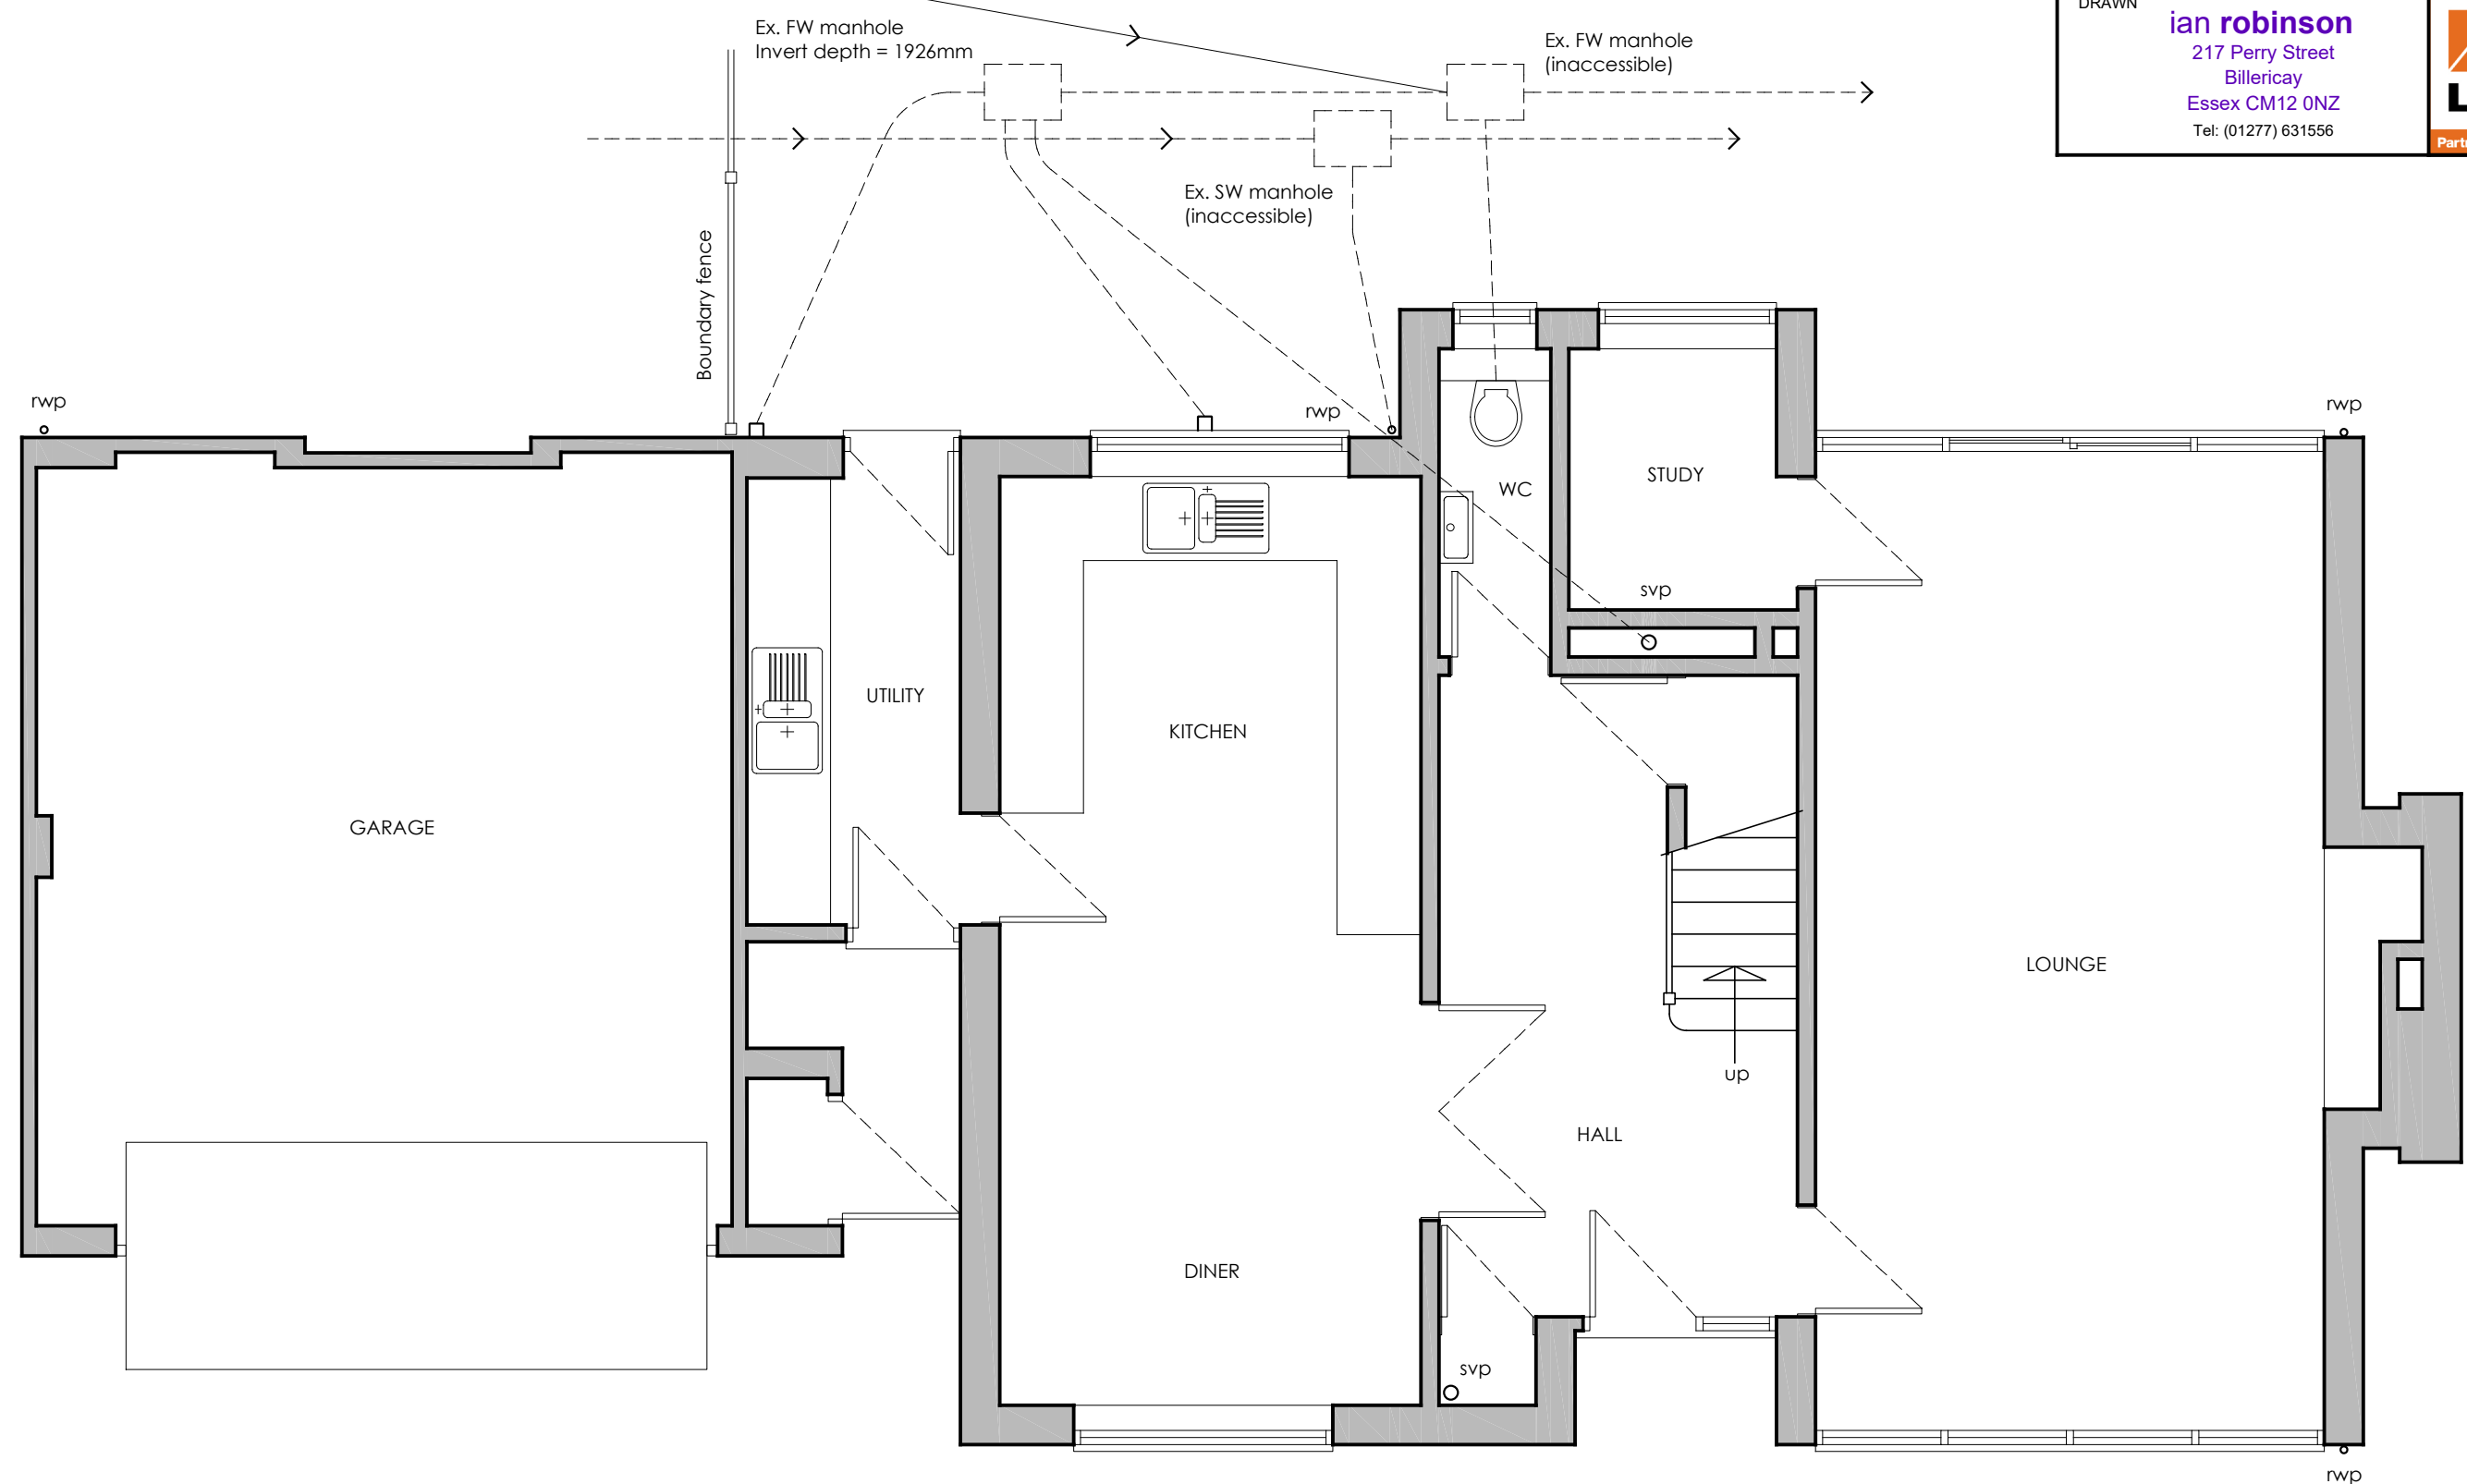 DRAWN
ian robinson
217 Perry Street
Billericay
Essex CM12 0NZ
Tel: (01277) 631556
Ex. FW manhole
Invert depth = 1926mm
Ex. FW manhole
(inaccessible)
Ex. SW manhole
(inaccessible)
Boundary fence
rwp
rwp
rwp
WC
STUDY
svp
UTILITY
KITCHEN
GARAGE
LOUNGE
up
HALL
DINER
svp
rwp